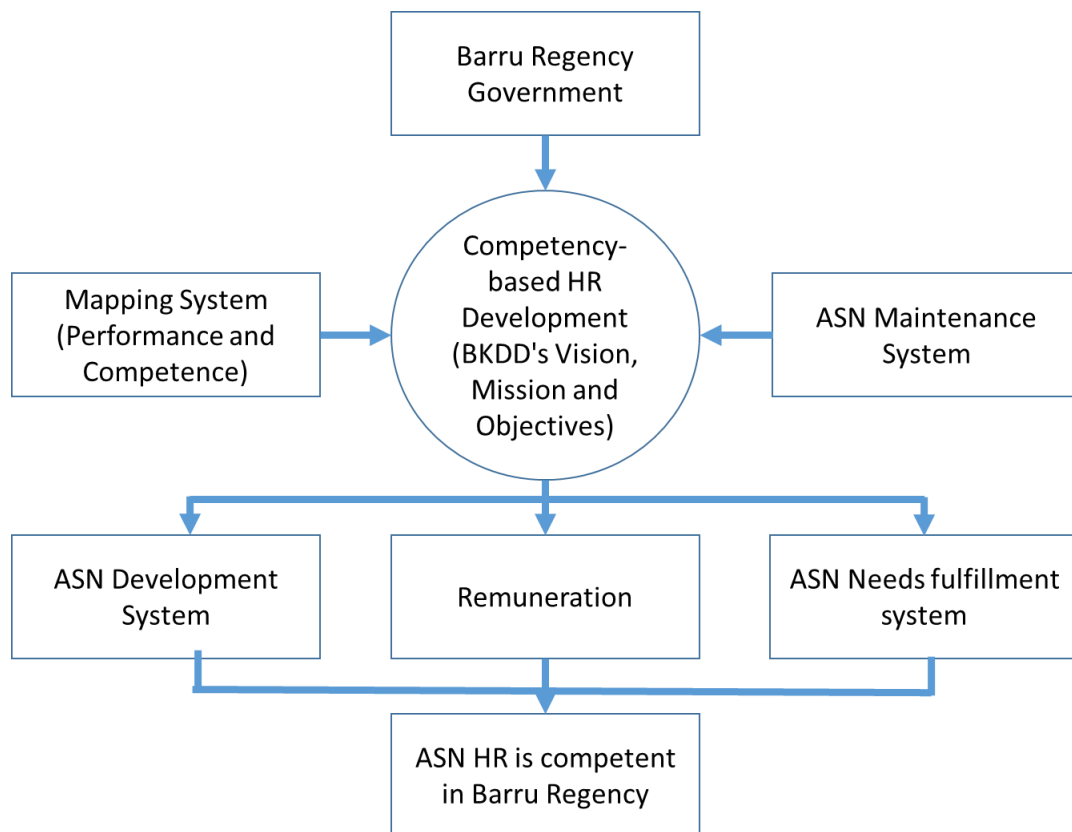 Barru Regency
Government
Competency-
based HR
Development
(BKDD's Vision,
Mission and
Objectives)
Mapping System
(Performance and
Competence)
ASN Maintenance
System
ASN Development
System
Remuneration
ASN Needs fulfillment
system
ASN HR is competent
in Barru Regency